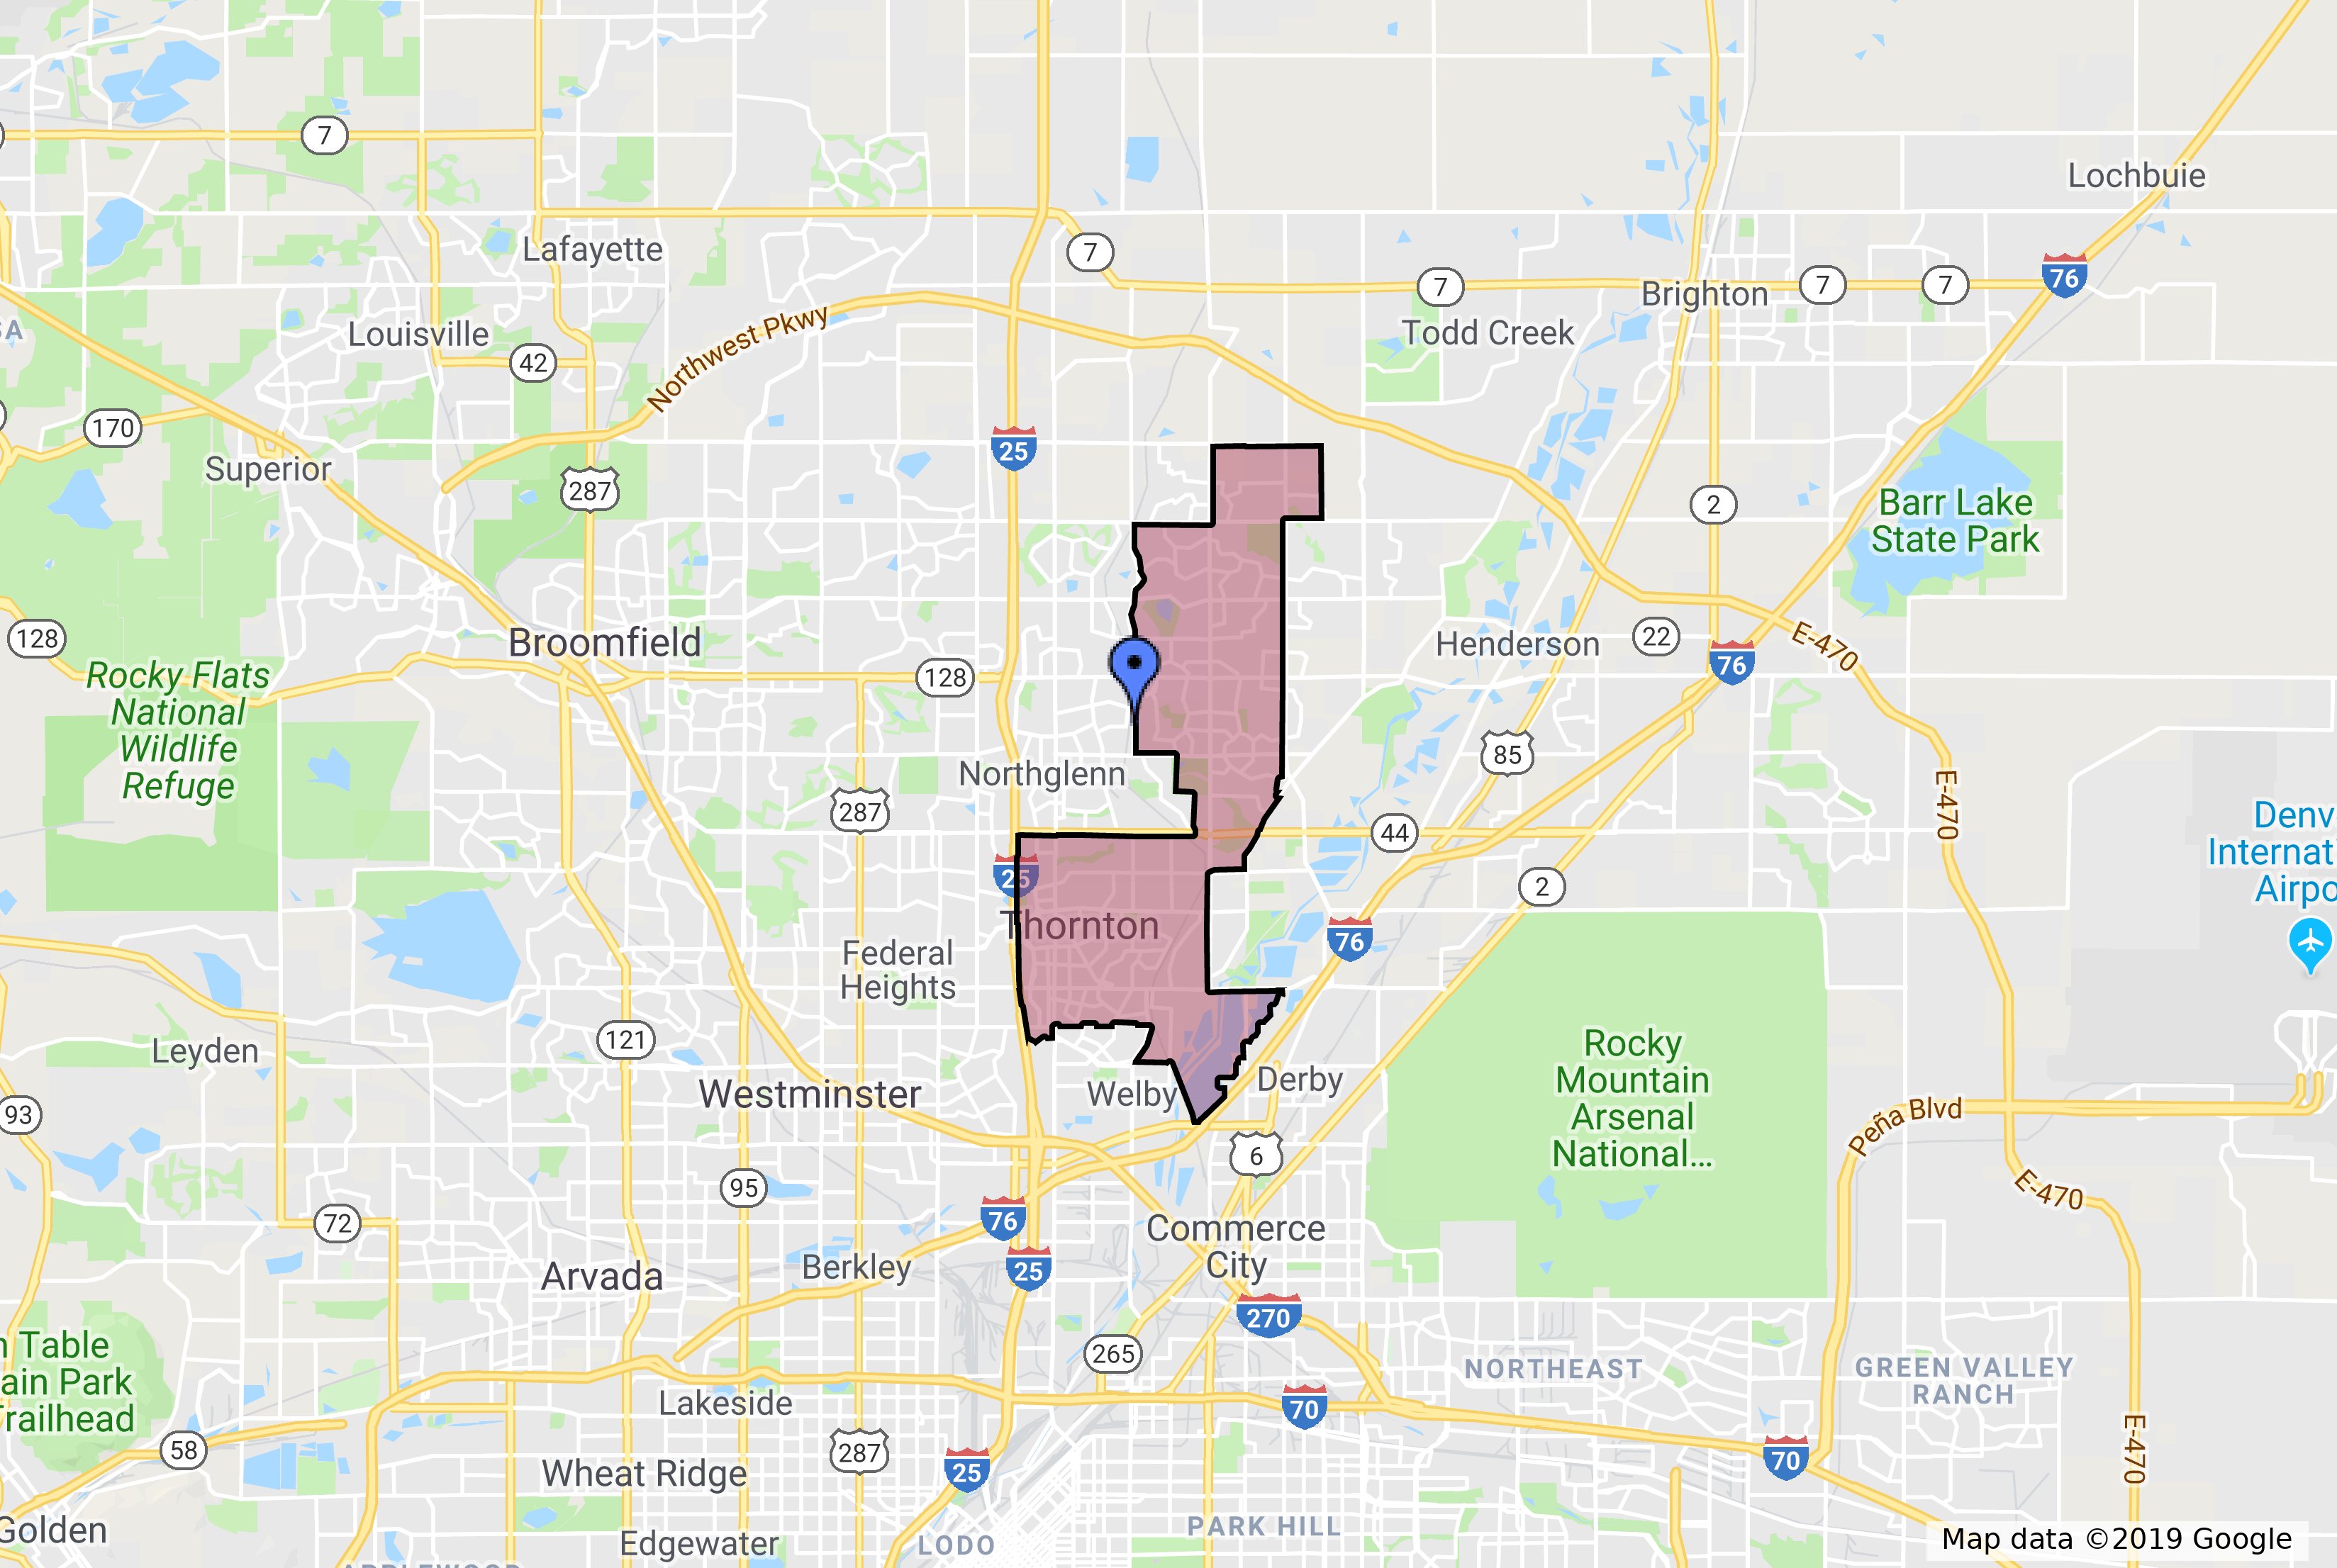 7
Lochbuie
Lafayette
7
7
Brighton
7
7
76
SA
Louisville
Northwest Pkwy
Todd Creek
42
170
25
Superior
287
2
Barr Lake
State Park
128
Broomfield
Henderson
22
E-470
76
Rocky Flats
National
Wildlife
Refuge
128
85
Northglenn
E-470
287
44
Denv
Internat
Airpo
25
2
Thornton
76
Federal
Heights
121
Leyden
Rocky
Mountain
Arsenal
National...
Westminster
Welby
Derby
93
Peña Blvd
6
95
E-470
72
76
Commerce
City
25
Arvada
Berkley
270
n Table
ain Park
Trailhead
265
NORTHEAST
GREEN VALLEY
RANCH
Lakeside
70
58
287
E-470
25
70
Wheat Ridge
Golden
Edgewater
LODO
PARK HILL
Map data ©2019 Google